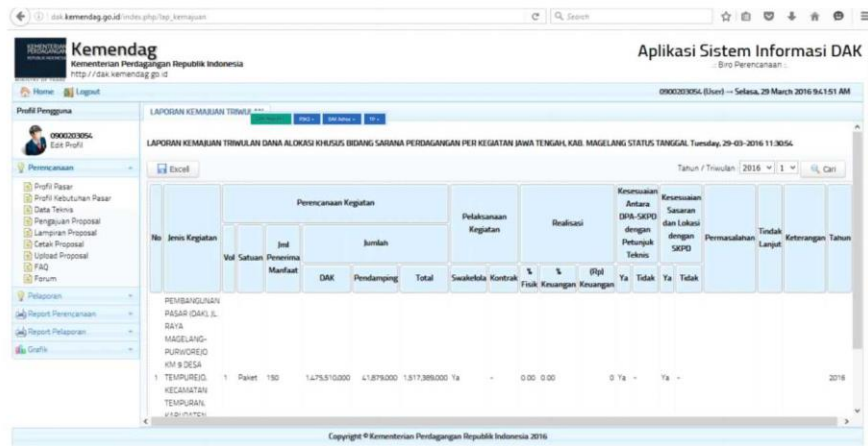 dak.kemendag.go.id/index.php/lap_kemajuan
Search
KEMENTERIAN PERDAGANGAN
REPUBLIK INDONESIA
Kemendag
Kementerian Perdagangan Republik Indonesia
http://dak.kemendag.go.id
Aplikasi Sistem Informasi DAK
.: Biro Perencanaan :.
Home Logout
0900203054 (User) -- Selasa, 29 March 2016 9:41:51 AM
Profil Pengguna
0900203054
Edit Profil
Perencanaan
Profil Pasar
Profil Kebutuhan Pasar
Data Teknis
Pengajuan Proposal
Lampiran Proposal
Cetak Proposal
Upload Proposal
FAQ
Forum
Pelaporan
Report Perencanaan
Report Pelaporan
Grafik
LAPORAN KEMAJUAN TRIWULAN
LAPORAN KEMAJUAN TRIWULAN DANA ALOKASI KHUSUS BIDANG SARANA PERDAGANGAN PER KEGIATAN JAWA TENGAH, KAB. MAGELANG STATUS TANGGAL Tuesday, 29-03-2016 11:30:54
Excell
Tahun / Triwulan : 2016 1 Cari
No Jenis Kegiatan
Perencanaan Kegiatan
Vol Satuan Jml Penerima Manfaat
Jumlah
DAK Pendamping Total
Pelaksanaan Kegiatan
Swakelola Kontrak
Realisasi
% Fisik % Keuangan (Rp) Keuangan
Kesesuaian Antara DPA-SKPD dengan Petunjuk Teknis
Ya Tidak
Kesesuaian Sasaran dan Lokasi dengan SKPD
Ya Tidak
Permasalahan Tindak Lanjut Keterangan Tahun
PEMBANGUNAN
PASAR (DAK), JL.
RAYA
MAGELANG-
PURWOREJO
KM 9 DESA
1 TEMPUREJO, 1 Paket 150 1.475.510.000 41.879.000 1.517.389.000 Ya - 0.00 0.00 0 Ya - Ya - 2016
KECAMATAN
TEMPURAN,
KABUPATEN
Copyright © Kementerian Perdagangan Republik Indonesia 2016